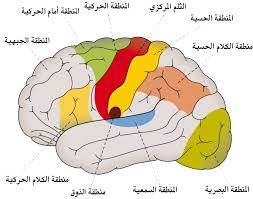 الثلم المركزي
المنطقة الحركية
المنطقة أمام الحركية
المنطقة الحسية
المنطقة الجبهية
منطقة الكلام الحسية
منطقة الكلام الحركية
منطقة الذوق
المنطقة السمعية
المنطقة البصرية